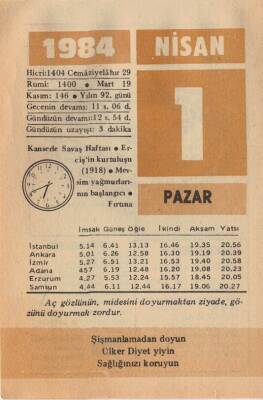 1984
NİSAN
Hicri:1404 Cemâziyelâhır 29
Rumi: 1400 • Mart 19
Kasım: 146 • Yılın 92. günü
Gecenin devamı: 11 s. 06 d.
Gündüzün devamı:12 s. 54 d.
Gündüzün uzayışı: 3 dakika
1
PAZAR
Kanserle Savaş Haftası • Er-
ciş'in kurtuluşu
(1918) • Mev-
sim yağmurları-
nın başlangıcı •
Fırtına
İmsak Güneş Öğle İkindi Akşam Yatsı
İstanbul 5,14 6.41 13,13 16.46 19.35 20.56
Ankara 5.01 6.26 12.58 16.30 19.19 20.39
İzmir 5.27 6.51 13.21 16.53 19.40 20.58
Adana 457 6.19 12.48 16.20 19.08 20.23
Erzurum 4.27 5.53 12.24 15.57 18.45 20.05
Samsun 4,44 6.11 12.44 16.17 19.06 20.27
Aç gözlünün, midesini doyurmaktan ziyade, gö-
zünü doyurmak zordur.
Şişmanlamadan doyun
Ülker Diyet yiyin
Sağlığınızı koruyun